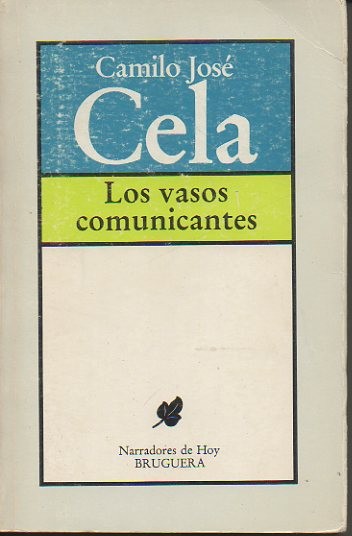 Camilo José
Cela
Los vasos
comunicantes
Narradores de Hoy
BRUGUERA